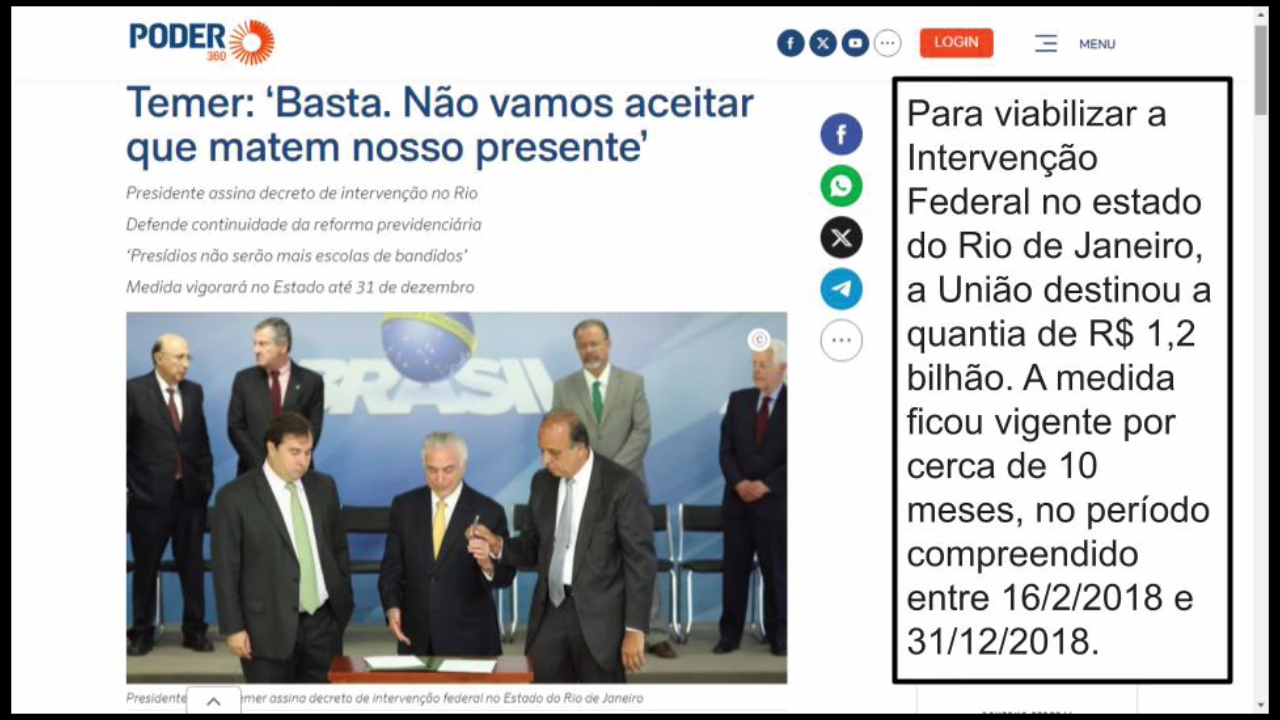 PODER
360
LOGIN
MENU
Temer: ‘Basta. Não vamos aceitar
que matem nosso presente’
Presidente assina decreto de intervenção no Rio
Defende continuidade da reforma previdenciária
‘Presídios não serão mais escolas de bandidos’
Medida vigorará no Estado até 31 de dezembro
BRASIL
Presidente emer assina decreto de intervenção federal no Estado do Rio de Janeiro
Para viabilizar a
Intervenção
Federal no estado
do Rio de Janeiro,
a União destinou a
quantia de R$ 1,2
bilhão. A medida
ficou vigente por
cerca de 10
meses, no período
compreendido
entre 16/2/2018 e
31/12/2018.